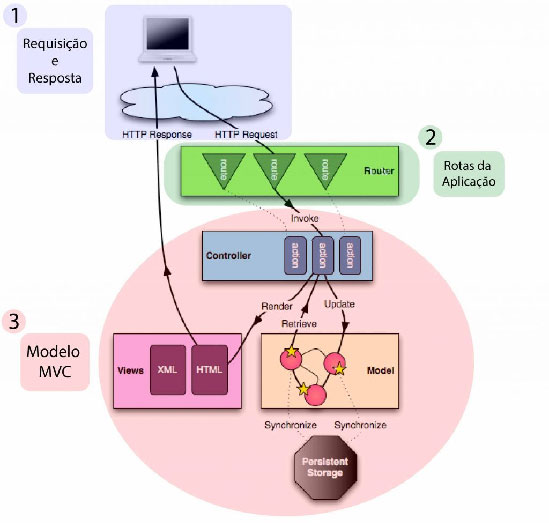 1
Requisição
e
Resposta
HTTP Response
HTTP Request
2
Rotas da
Aplicação
route
route
route
Router
Invoke
Controller
action
action
action
Render
Update
Retrieve
3
Modelo
MVC
Views
XML
HTML
Model
Synchronize
Synchronize
Persistent
Storage